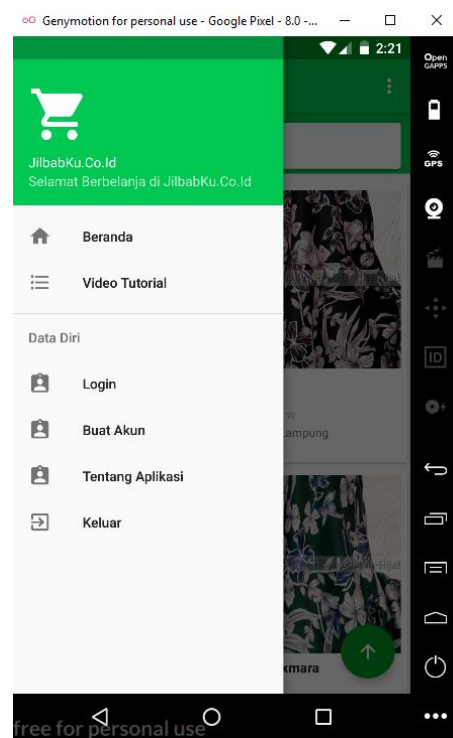 Genymotion for personal use - Google Pixel - 8.0 -...
2:21
Open
GAPPS
JilbabKu.Co.Id
Selamat Berbelanja di JilbabKu.Co.Id
GPS
Beranda
Video Tutorial
Data Diri
ID
Login
Buat Akun
ampung
Tentang Aplikasi
Keluar
-Hijab
kmara
free for personal use